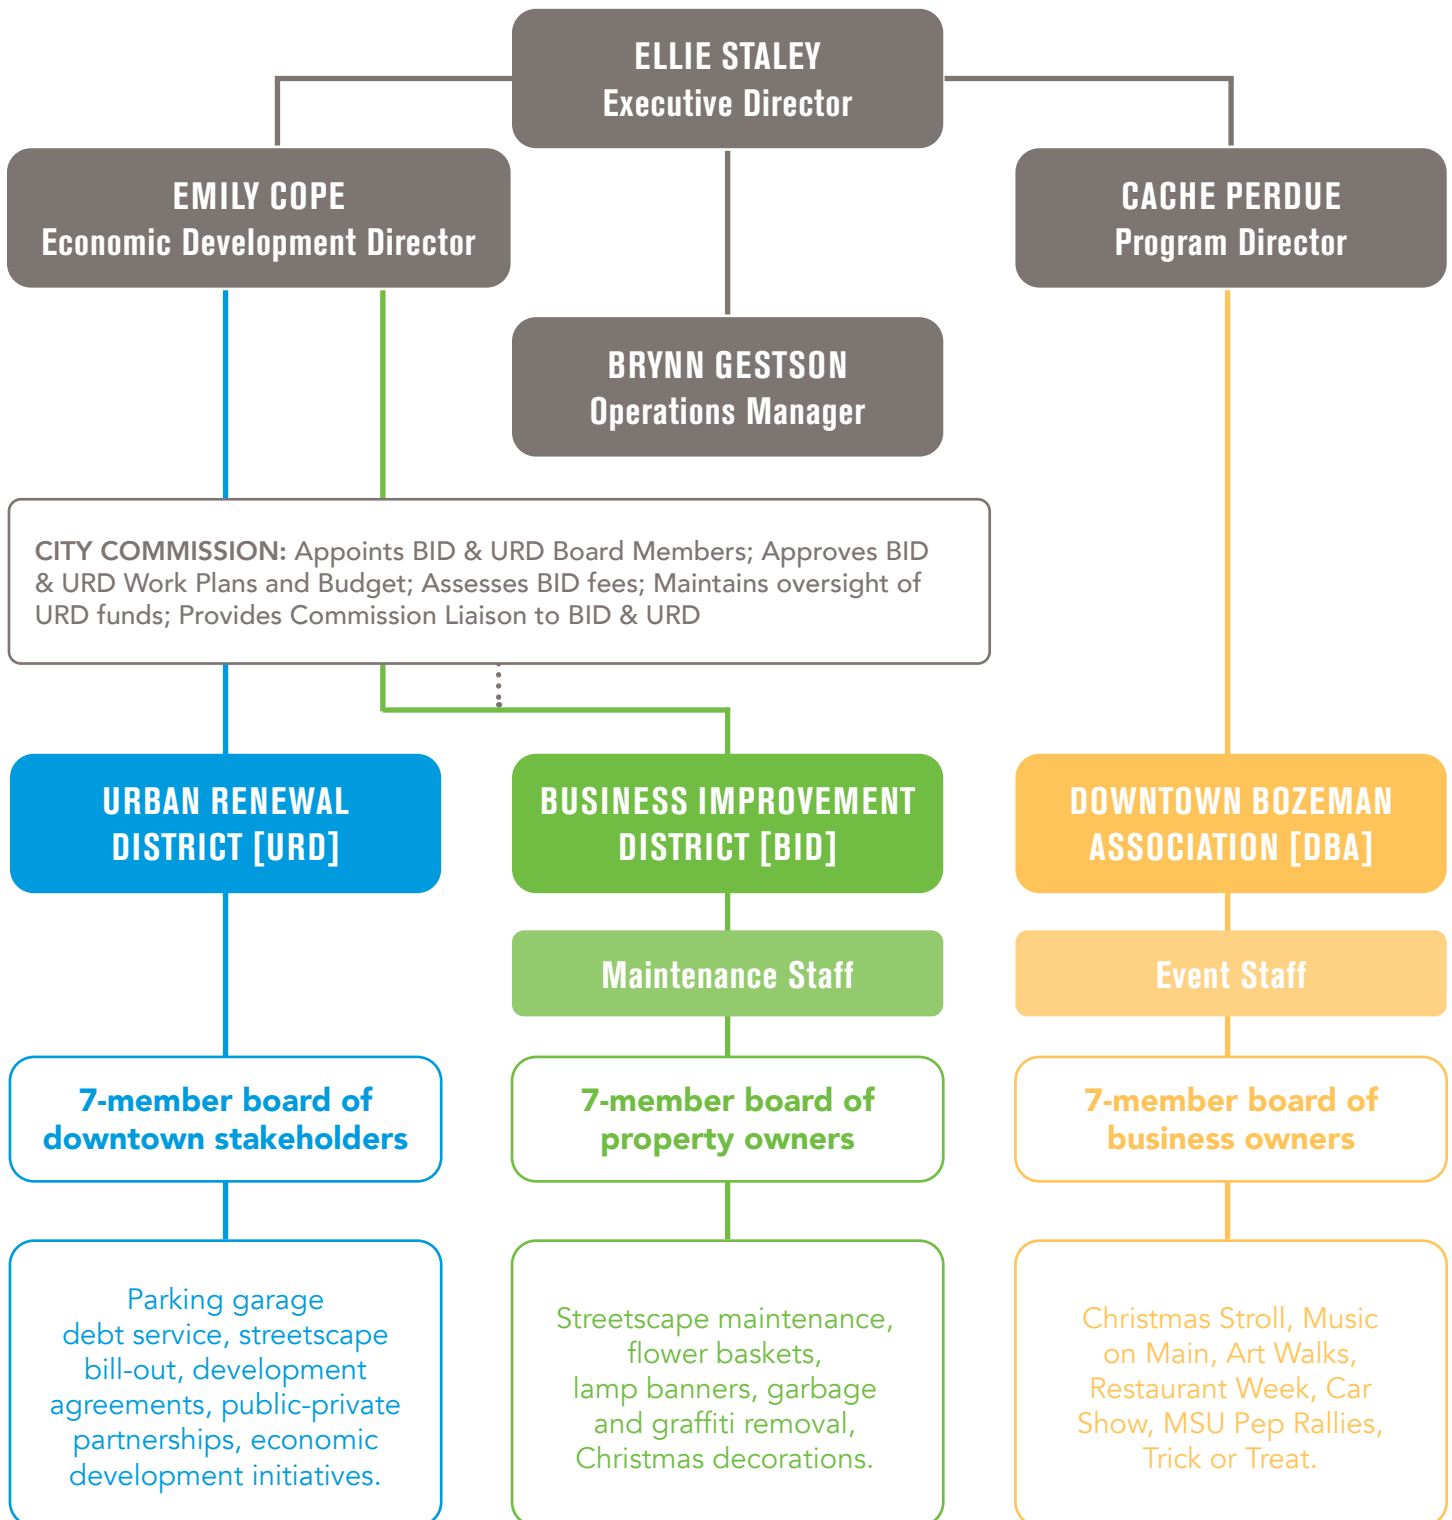 ELLIE STALEY
Executive Director
EMILY COPE
Economic Development Director
CACHE PERDUE
Program Director
BRYNN GESTSON
Operations Manager
CITY COMMISSION: Appoints BID & URD Board Members; Approves BID
& URD Work Plans and Budget; Assesses BID fees; Maintains oversight of
URD funds; Provides Commission Liaison to BID & URD
URBAN RENEWAL
DISTRICT [URD]
BUSINESS IMPROVEMENT
DISTRICT [BID]
DOWNTOWN BOZEMAN
ASSOCIATION [DBA]
Maintenance Staff
Event Staff
7-member board of
downtown stakeholders
7-member board of
property owners
7-member board of
business owners
Parking garage
debt service, streetscape
bill-out, development
agreements, public-private
partnerships, economic
development initiatives.
Streetscape maintenance,
flower baskets,
lamp banners, garbage
and graffiti removal,
Christmas decorations.
Christmas Stroll, Music
on Main, Art Walks,
Restaurant Week, Car
Show, MSU Pep Rallies,
Trick or Treat.